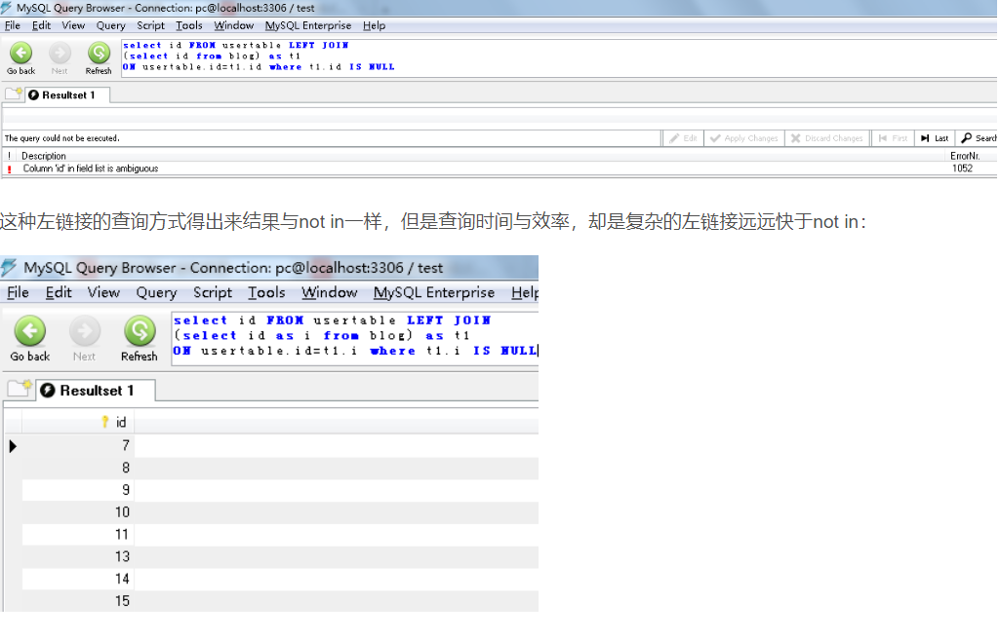 MySQL Query Browser - Connection: pc@localhost:3306 / test
File Edit View Query Script Tools Window MySQL Enterprise Help
select id FROM usertable LEFT JOIN
(select id from blog) as t1
ON usertable.id=t1.id where t1.id IS NULL
Go back Next Refresh
Resultset 1
The query could not be executed. Edit Apply Changes Discard Changes First Last Search
! Description ErrorNr.
Column 'id' in field list is ambiguous 1052
这种左链接的查询方式得出来结果与not in一样，但是查询时间与效率，却是复杂的左链接远远快于not in：
MySQL Query Browser - Connection: pc@localhost:3306 / test
File Edit View Query Script Tools Window MySQL Enterprise Help
select id FROM usertable LEFT JOIN
(select id as i from blog) as t1
ON usertable.id=t1.i where t1.i IS NULL
Go back Next Refresh
Resultset 1
id
7
8
9
10
11
13
14
15